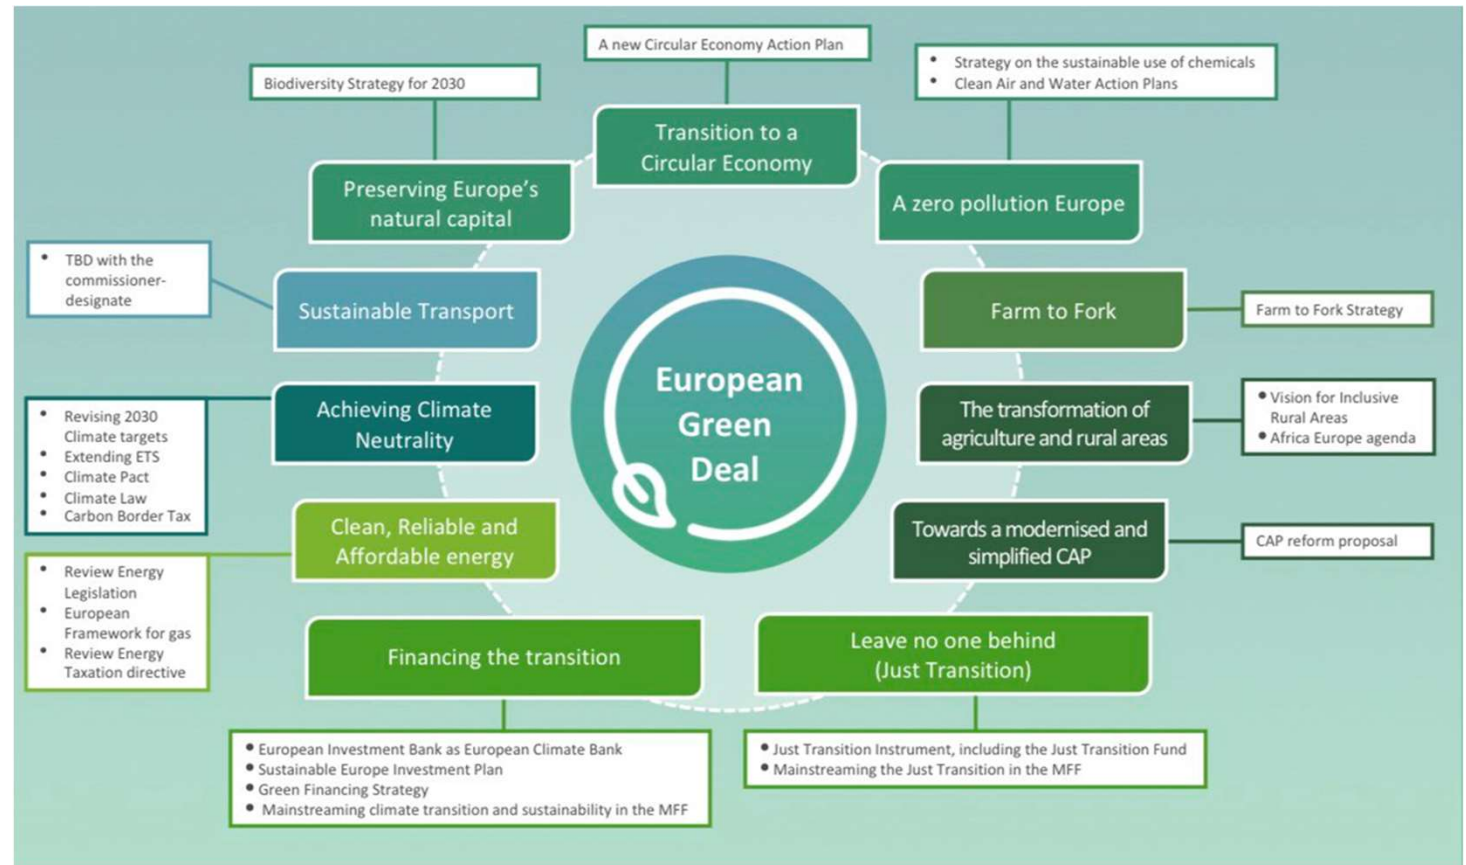 A new Circular Economy Action Plan
• Strategy on the sustainable use of chemicals
• Clean Air and Water Action Plans
Biodiversity Strategy for 2030
Transition to a
Circular Economy
Preserving Europe's
natural capital
A zero pollution Europe
• TBD with the
commissioner-
designate
Sustainable Transport
Farm to Fork
Farm to Fork Strategy
European
Green
Deal
• Revising 2030
Climate targets
• Extending ETS
• Climate Pact
• Climate Law
• Carbon Border Tax
Achieving Climate
Neutrality
The transformation of
agriculture and rural areas
• Vision for Inclusive
Rural Areas
• Africa Europe agenda
Clean, Reliable and
Affordable energy
Towards a modernised and
simplified CAP
CAP reform proposal
• Review Energy
Legislation
• European
Framework for gas
• Review Energy
Taxation directive
Financing the transition
Leave no one behind
(Just Transition)
• European Investment Bank as European Climate Bank
• Sustainable Europe Investment Plan
• Green Financing Strategy
• Mainstreaming climate transition and sustainability in the MFF
• Just Transition Instrument, including the Just Transition Fund
• Mainstreaming the Just Transition in the MFF